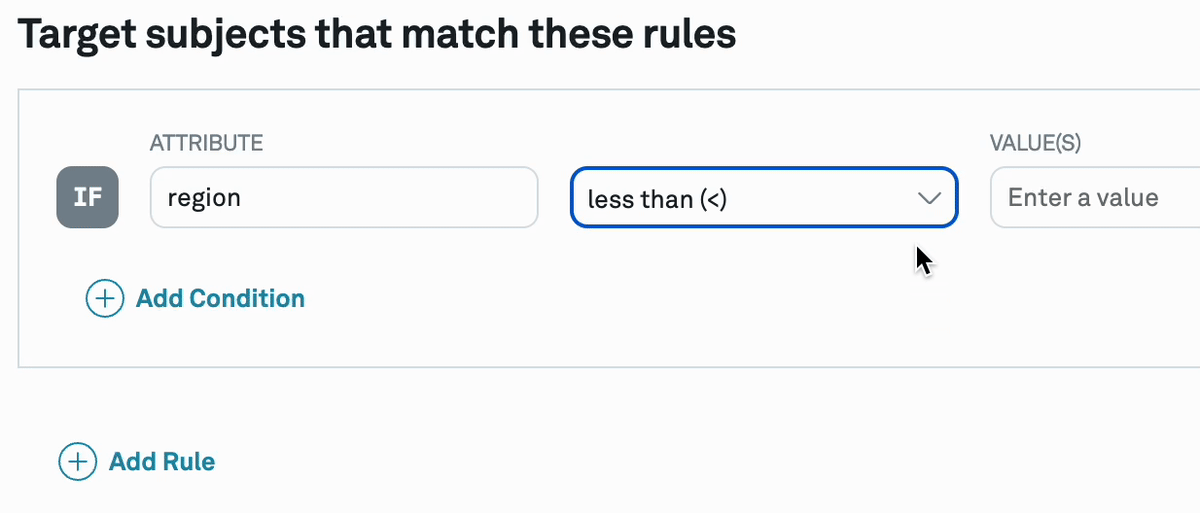 Target subjects that match these rules
ATTRIBUTE
VALUE(S)
IF
region
less than (<)
Enter a value
Add Condition
Add Rule